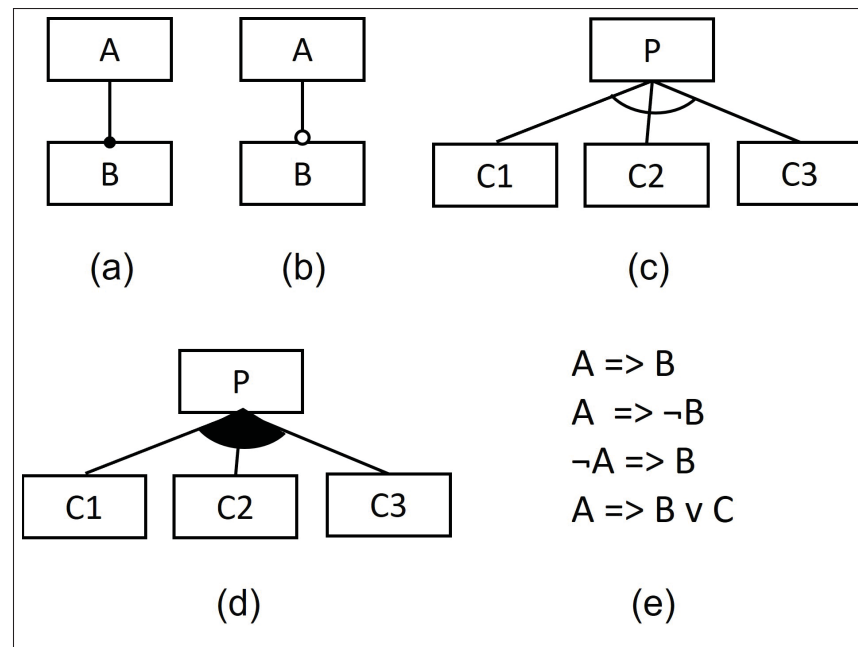 A
A
P
B
B
C1
C2
C3
(a)
(b)
(c)
P
C1
C2
C3
(d)
A => B
A => ¬B
¬A => B
A => B v C
(e)